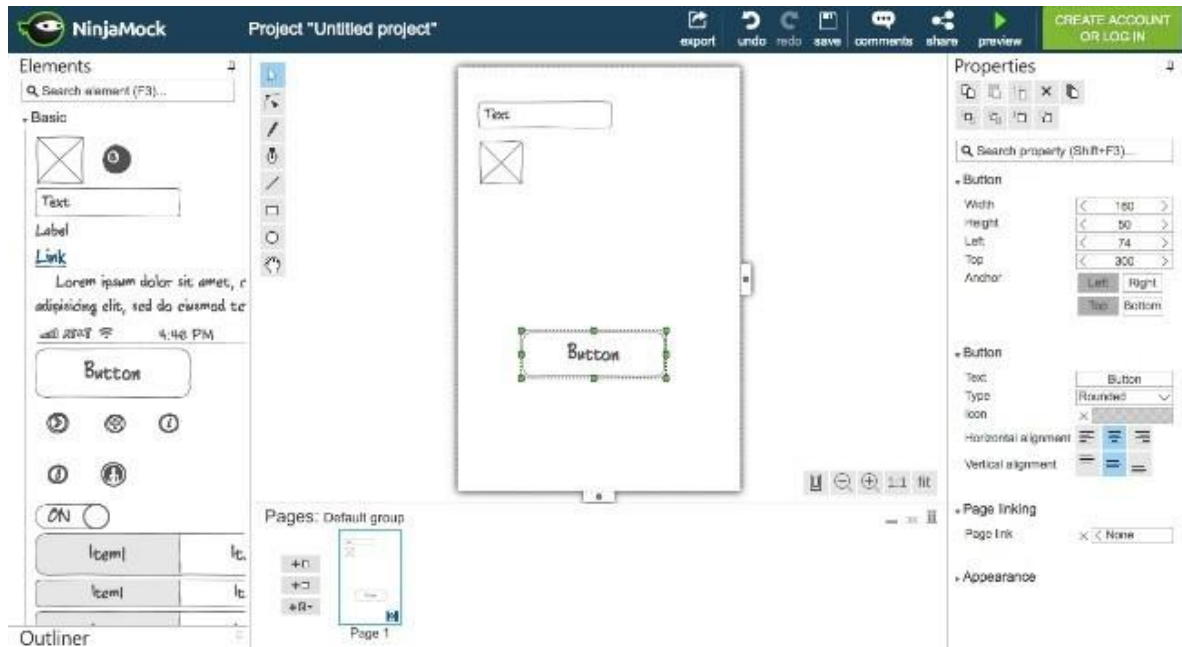 NinjaMock
Project "Untitled project"
export undo redo save comments share preview
CREATE ACCOUNT
OR LOG IN
Elements
Search element (F3)...
Basic
Text
Label
Link
Lorem ipsum dolor sit amet, r
adipisicing elit, sed do eiusmod te
4:48 PM
Button
ON
Item1 It
Item1 It
Outliner
Text
Button
1:1 fit
Pages: Default group
Page 1
Properties
Search property (Shift+F3)...
Button
Width 160
Height 50
Left 74
Top 300
Anchor Left Right
Top Bottom
Button
Text Button
Type Rounded
Icon
Horizontal alignment
Vertical alignment
Page linking
Page link None
Appearance